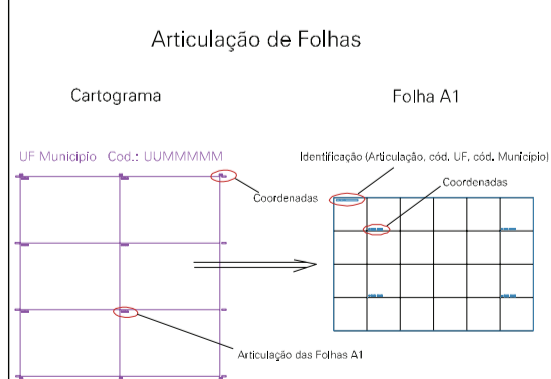 Articulação de Folhas
Cartograma
Folha A1
UF Municipio Cod.: UUMMMMM
Identificação (Articulação, cód. UF, cód. Município)
Coordenadas
Coordenadas
Articulação das Folhas A1